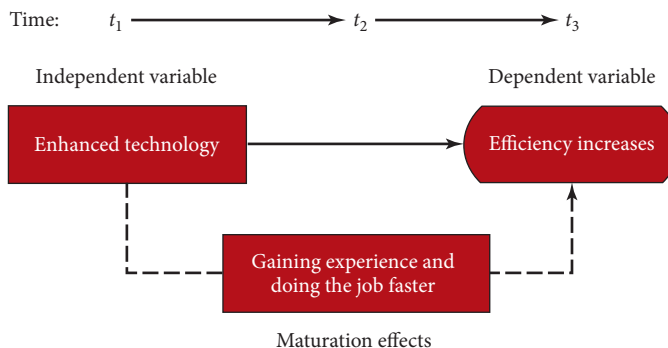 Time: t1 t2 t3
Independent variable Dependent variable
Enhanced technology Efficiency increases
Gaining experience and
doing the job faster
Maturation effects